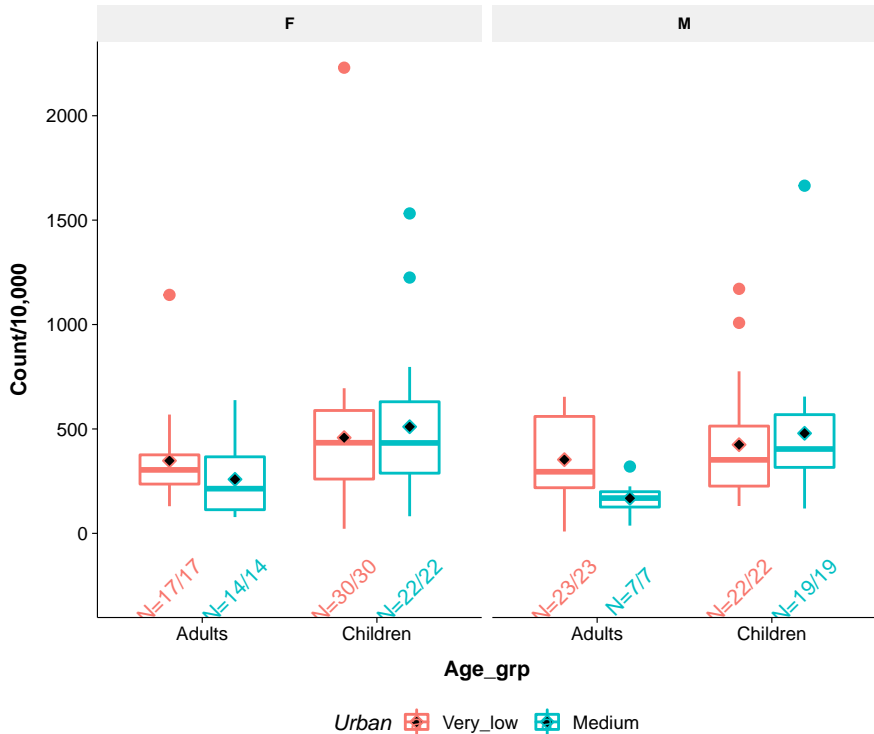 F M
2000
1500
1000
500
0
Count/10,000
N=17/17 N=14/14 N=30/30 N=22/22 N=23/23 N=7/7 N=22/22 N=19/19
Adults Children Adults Children
Age_grp
Urban Very_low Medium